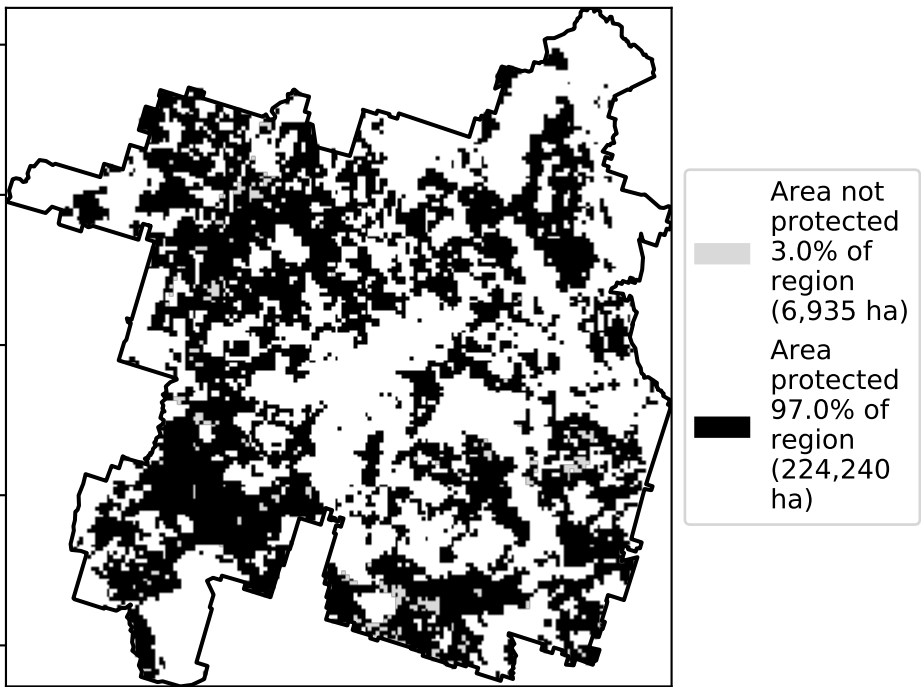 Area not
protected
3.0% of
region
(6,935 ha)
Area
protected
97.0% of
region
(224,240
ha)